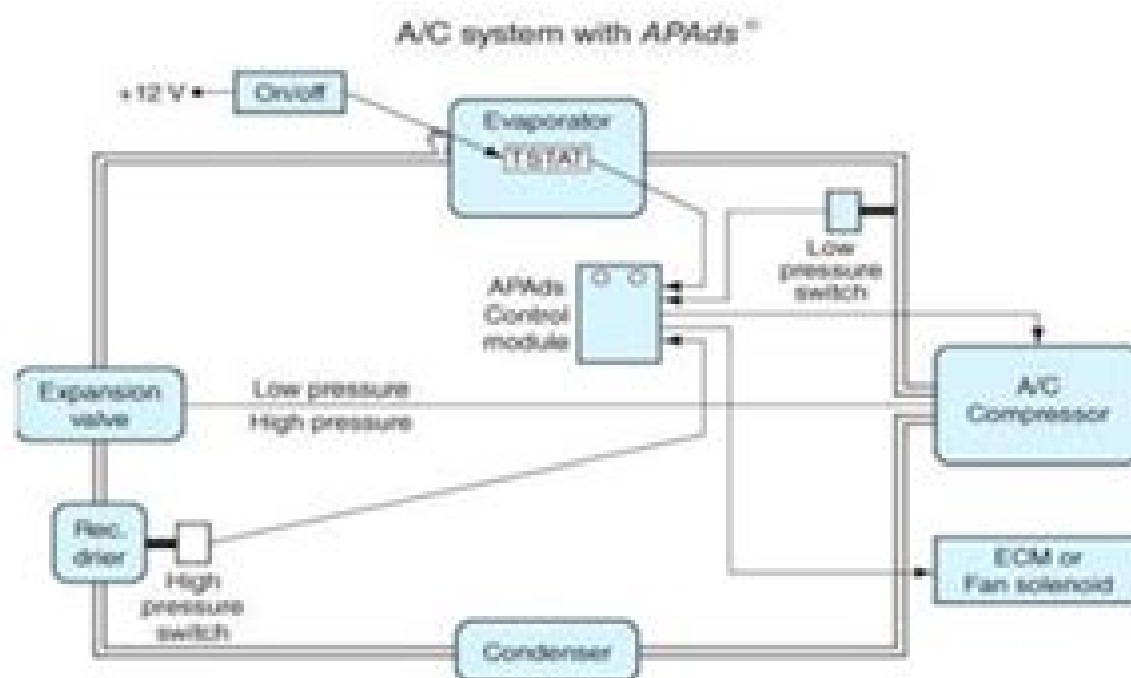 A/C system with APAds
+12 V
On/off
Evaporator
TSTAT
Low
pressure
switch
APAds
Control
module
Expansion
valve
Low pressure
High pressure
A/C
Compressor
Rec.
drier
High
pressure
switch
ECM or
Fan solenoid
Condenser